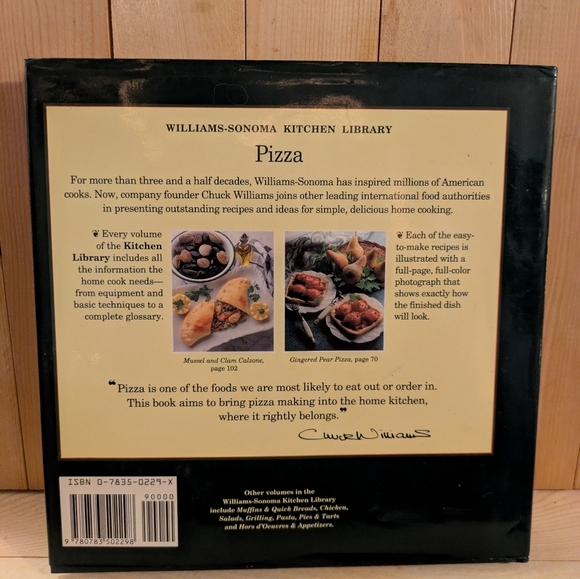 WILLIAMS-SONOMA KITCHEN LIBRARY
Pizza
For more than three and a half decades, Williams-Sonoma has inspired millions of American
cooks. Now, company founder Chuck Williams joins other leading international food authorities
in presenting outstanding recipes and ideas for simple, delicious home cooking.
❦ Every volume
of the Kitchen
Library includes all
the information the
home cook needs—
from equipment and
basic techniques to a
complete glossary.
Mussel and Clam Calzone,
page 102
Gingered Pear Pizza, page 70
❦ Each of the easy-
to-make recipes is
illustrated with a
full-page, full-color
photograph that
shows exactly how
the finished dish
will look.
“Pizza is one of the foods we are most likely to eat out or order in.
This book aims to bring pizza making into the home kitchen,
where it rightly belongs.”
Chuck Williams
ISBN 0-7835-0229-X
90000
9 780783 502298
Other volumes in the
Williams-Sonoma Kitchen Library
include Muffins & Quick Breads, Chicken,
Salads, Grilling, Pasta, Pies & Tarts
and Hors d'Oeuvres & Appetizers.